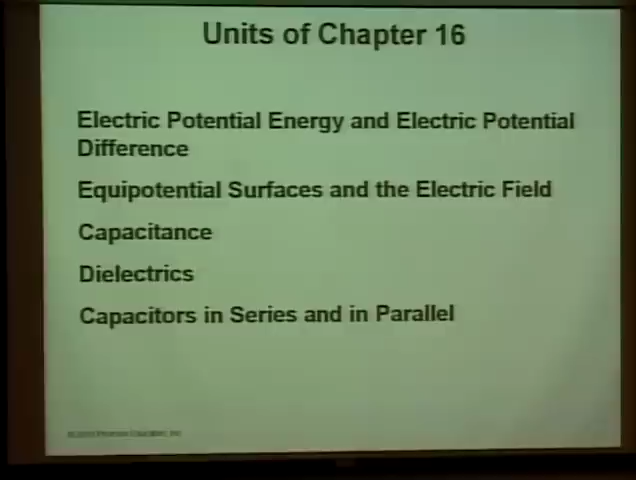 Units of Chapter 16
Electric Potential Energy and Electric Potential
Difference
Equipotential Surfaces and the Electric Field
Capacitance
Dielectrics
Capacitors in Series and in Parallel